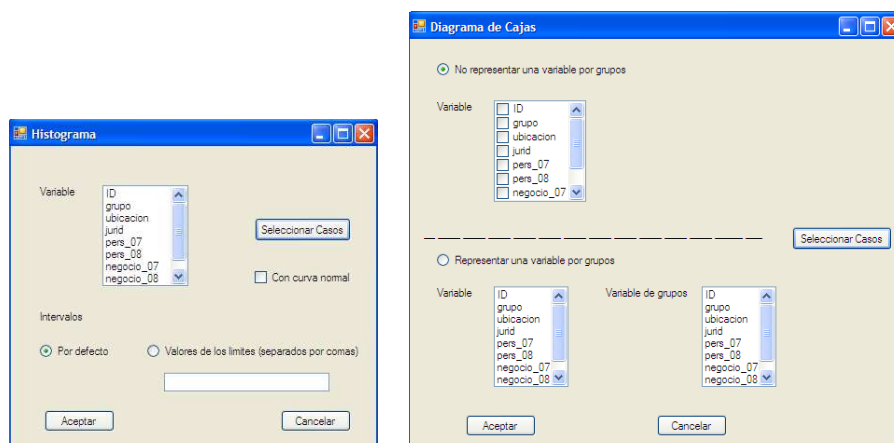 Histograma
Variable
ID
grupo
ubicacion
jurid
pers_07
pers_08
negocio_07
negocio_08
Seleccionar Casos
Con curva normal
Intervalos
Por defecto
Valores de los limites (separados por comas)
Aceptar
Cancelar
Diagrama de Cajas
No representar una variable por grupos
Variable
ID
grupo
ubicacion
jurid
pers_07
pers_08
negocio_07
Seleccionar Casos
Representar una variable por grupos
Variable
ID
grupo
ubicacion
jurid
pers_07
pers_08
negocio_07
negocio_08
Variable de grupos
ID
grupo
ubicacion
jurid
pers_07
pers_08
negocio_07
negocio_08
Aceptar
Cancelar